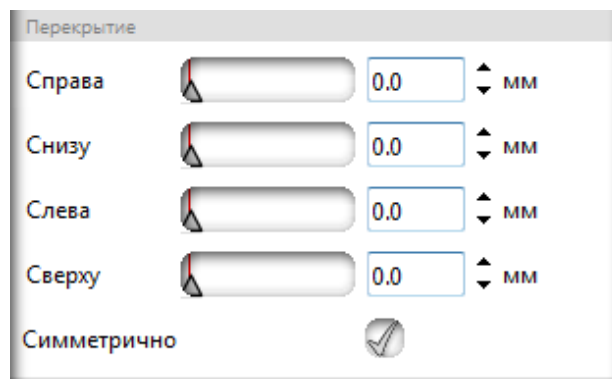 Перекрытие
Справа 0.0 мм
Снизу 0.0 мм
Слева 0.0 мм
Сверху 0.0 мм
Симметрично